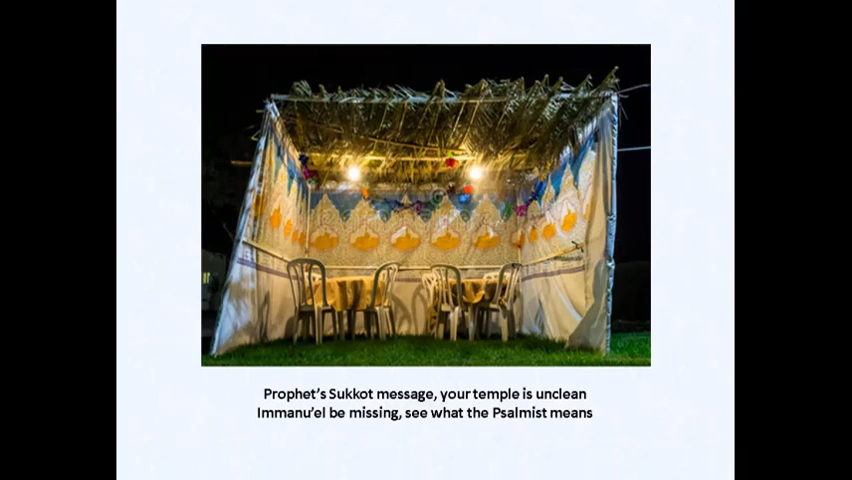 Prophet's Sukkot message, your temple is unclean
Immanu'el be missing, see what the Psalmist means